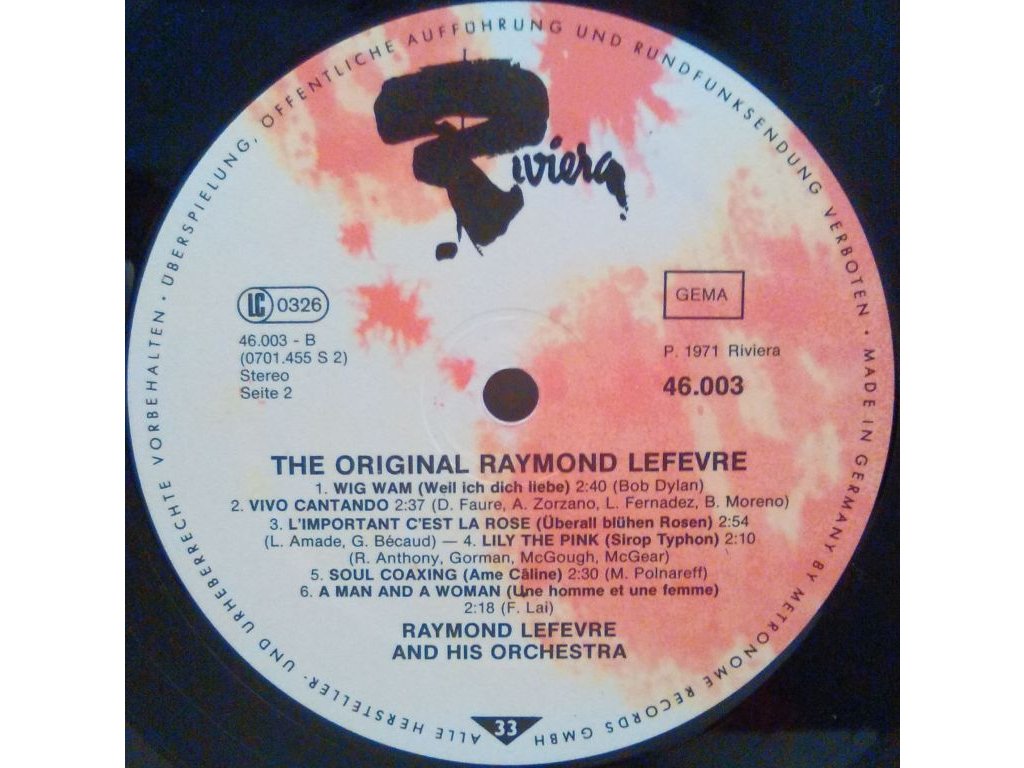 ALLE HERSTELLER- UND URHEBERRECHTE VORBEHALTEN · ÜBERSPIELUNG, ÖFFENTLICHE AUFFÜHRUNG UND RUNDFUNKSENDUNG VERBOTEN · MADE IN GERMANY BY METRONOME RECORDS GMBH
Riviera
LC 0326
GEMA
46.003 - B
(0701.455 S 2)
Stereo
Seite 2
P. 1971 Riviera
46.003
THE ORIGINAL RAYMOND LEFEVRE
1. WIG WAM (Weil ich dich liebe) 2:40 (Bob Dylan)
2. VIVO CANTANDO 2:37 (D. Faure, A. Zorzano, L. Fernadez, B. Moreno)
3. L'IMPORTANT C'EST LA ROSE (Überall blühen Rosen) 2:54
(L. Amade, G. Bécaud) — 4. LILY THE PINK (Sirop Typhon) 2:10
(R. Anthony, Gorman, McGough, McGear)
5. SOUL COAXING (Ame Câline) 2:30 (M. Polnareff)
6. A MAN AND A WOMAN (Une homme et une femme)
2:18 (F. Lai)
RAYMOND LEFEVRE
AND HIS ORCHESTRA
33